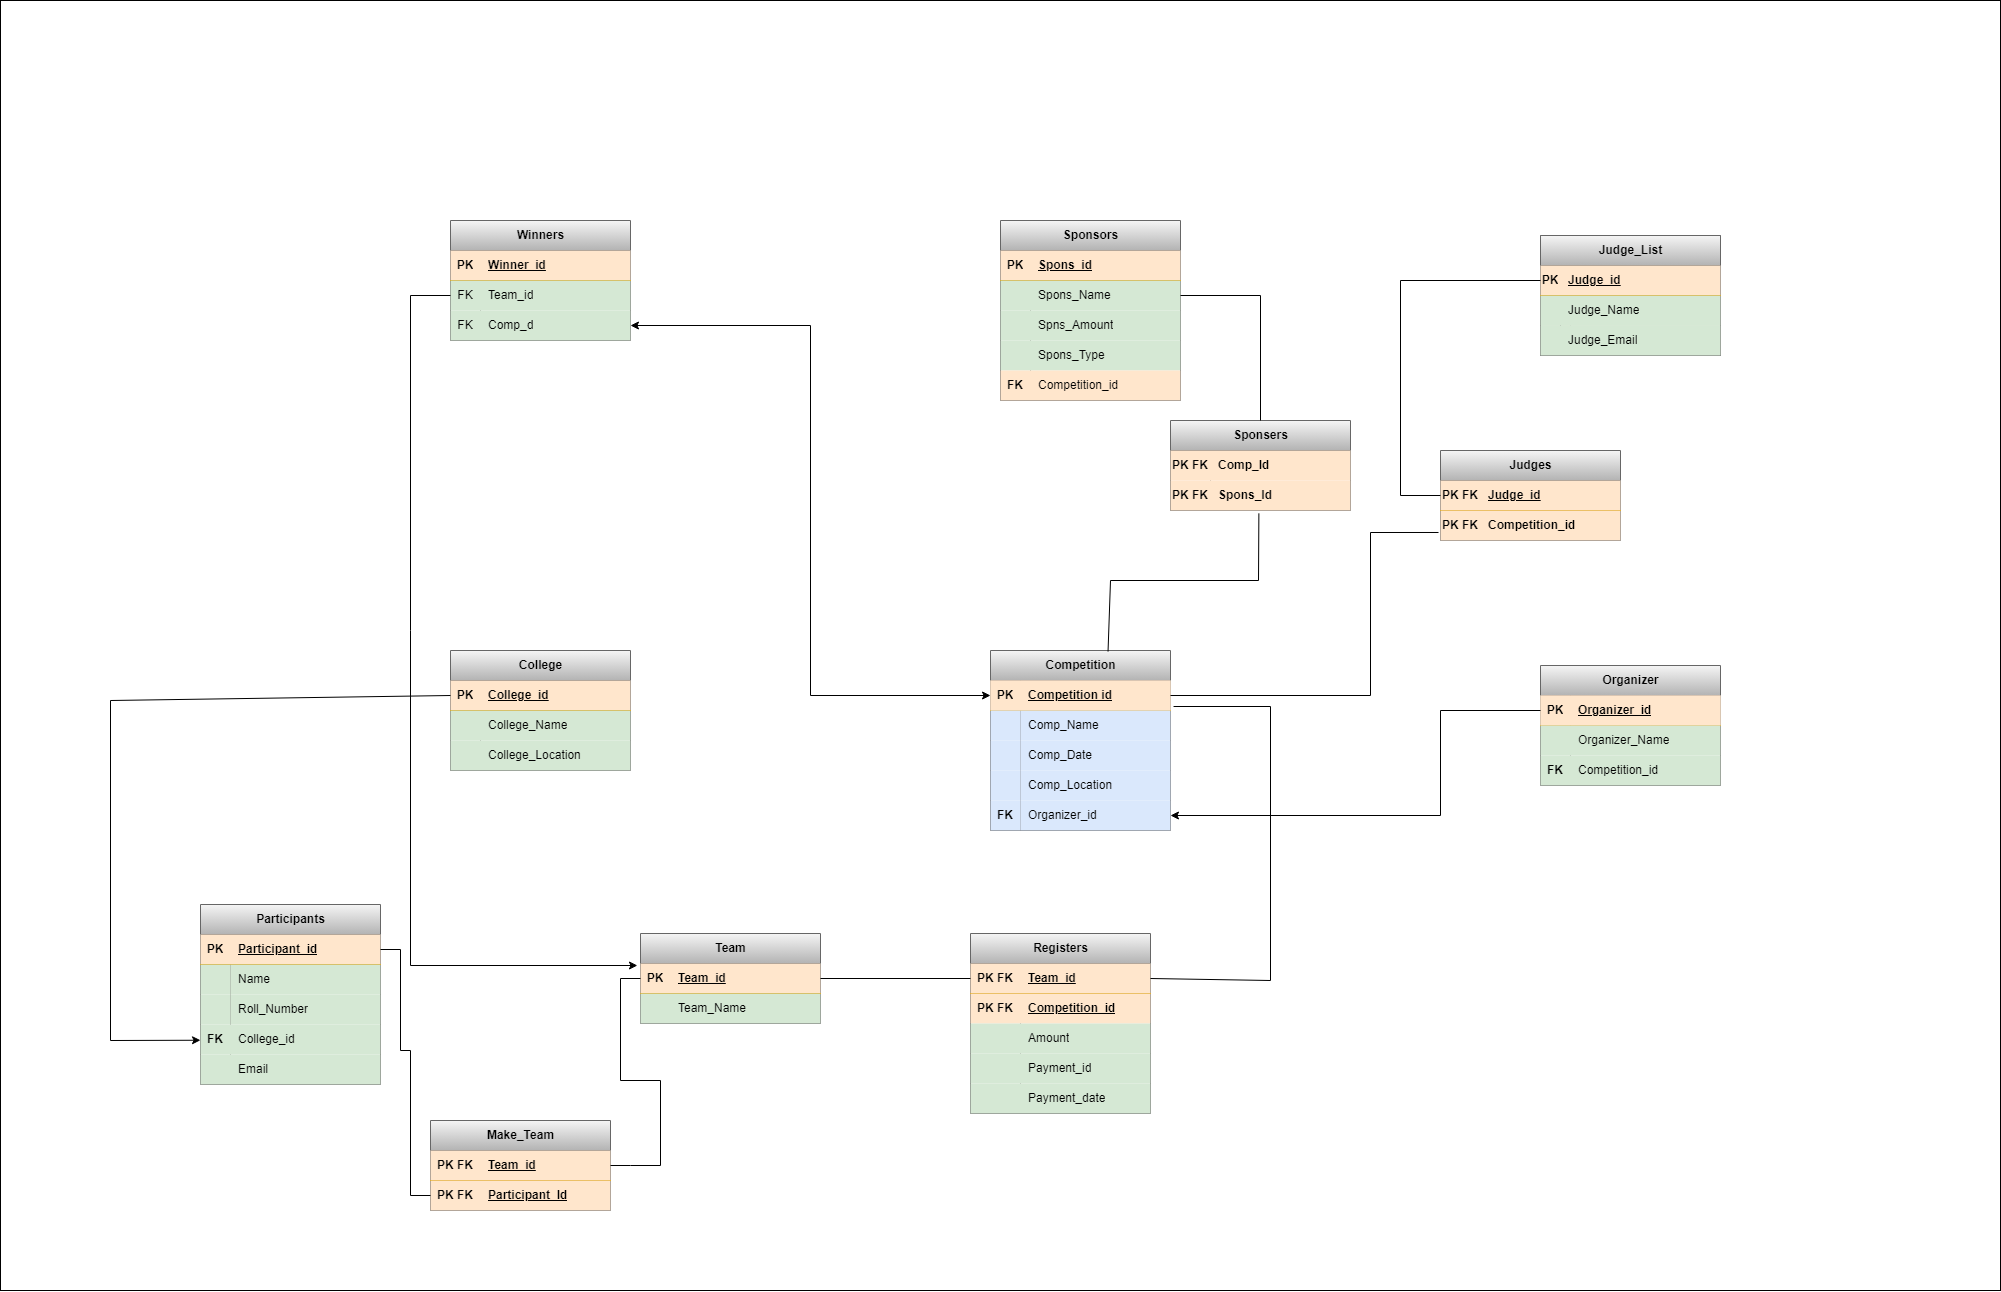 Winners
PK Winner_id
FK Team_id
FK Comp_d
Sponsors
PK Spons_id
Spons_Name
Spns_Amount
Spons_Type
FK Competition_id
Judge_List
PK Judge_id
Judge_Name
Judge_Email
Sponsers
PK FK Comp_Id
PK FK Spons_Id
Judges
PK FK Judge_id
PK FK Competition_id
College
PK College_id
College_Name
College_Location
Competition
PK Competition id
Comp_Name
Comp_Date
Comp_Location
FK Organizer_id
Organizer
PK Organizer_id
Organizer_Name
FK Competition_id
Participants
PK Participant_id
Name
Roll_Number
FK College_id
Email
Team
PK Team_id
Team_Name
Registers
PK FK Team_id
PK FK Competition_id
Amount
Payment_id
Payment_date
Make_Team
PK FK Team_id
PK FK Participant_Id